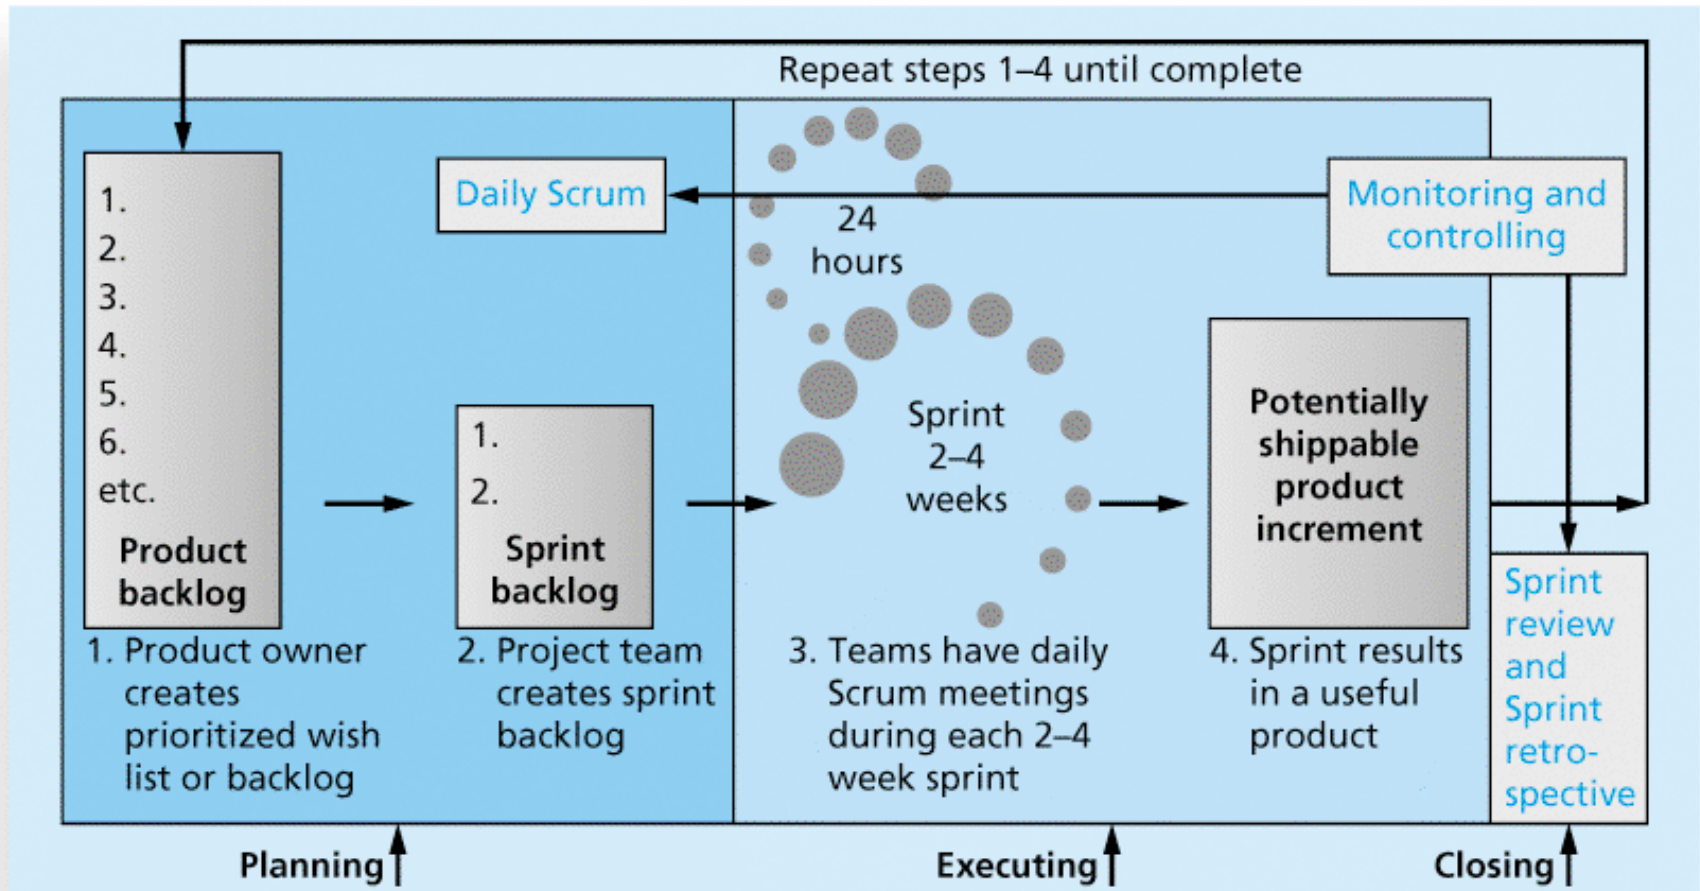 Repeat steps 1–4 until complete
1.
2.
3.
4.
5.
6.
etc.
Product
backlog
1. Product owner
creates
prioritized wish
list or backlog
Daily Scrum
1.
2.
Sprint
backlog
2. Project team
creates sprint
backlog
24
hours
Sprint
2–4
weeks
3. Teams have daily
Scrum meetings
during each 2–4
week sprint
Monitoring and
controlling
Potentially
shippable
product
increment
4. Sprint results
in a useful
product
Sprint
review
and
Sprint
retro-
spective
Planning
Executing
Closing